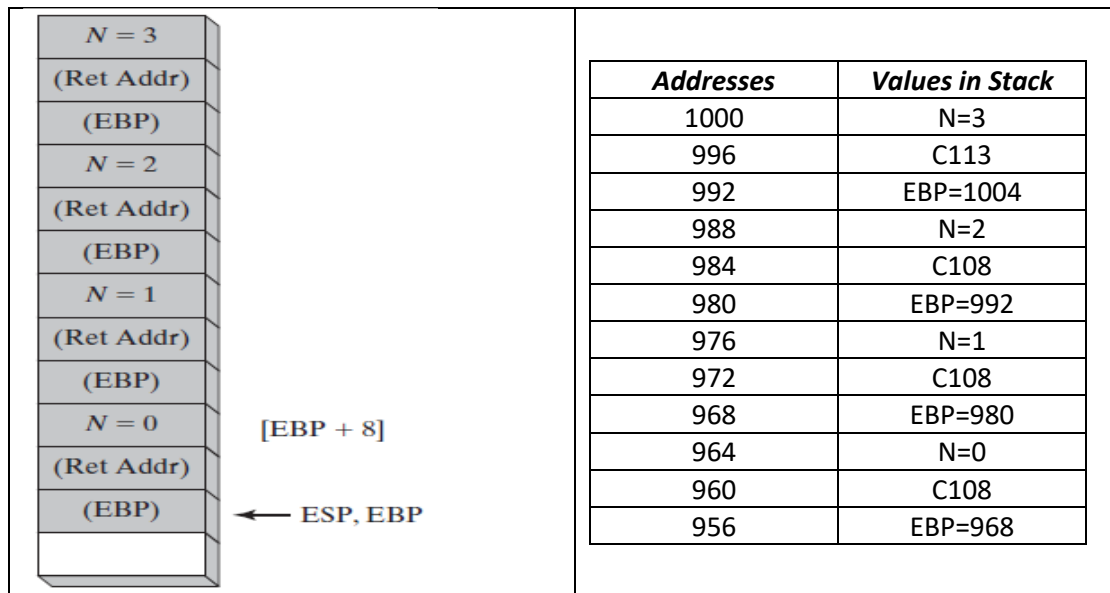 N = 3
(Ret Addr)
(EBP)
N = 2
(Ret Addr)
(EBP)
N = 1
(Ret Addr)
(EBP)
N = 0
[EBP + 8]
(Ret Addr)
(EBP)
ESP, EBP
Addresses Values in Stack
1000 N=3
996 C113
992 EBP=1004
988 N=2
984 C108
980 EBP=992
976 N=1
972 C108
968 EBP=980
964 N=0
960 C108
956 EBP=968